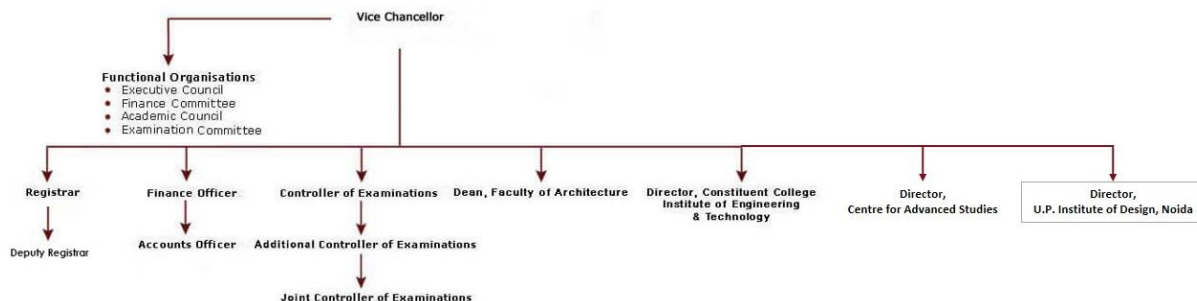 Vice Chancellor
Functional Organisations
• Executive Council
• Finance Committee
• Academic Council
• Examination Committee
Registrar
Finance Officer
Controller of Examinations
Dean, Faculty of Architecture
Director, Constituent College
Institute of Engineering
& Technology
Director,
Centre for Advanced Studies
Director,
U.P. Institute of Design, Noida
Deputy Registrar
Accounts Officer
Additional Controller of Examinations
Joint Controller of Examinations